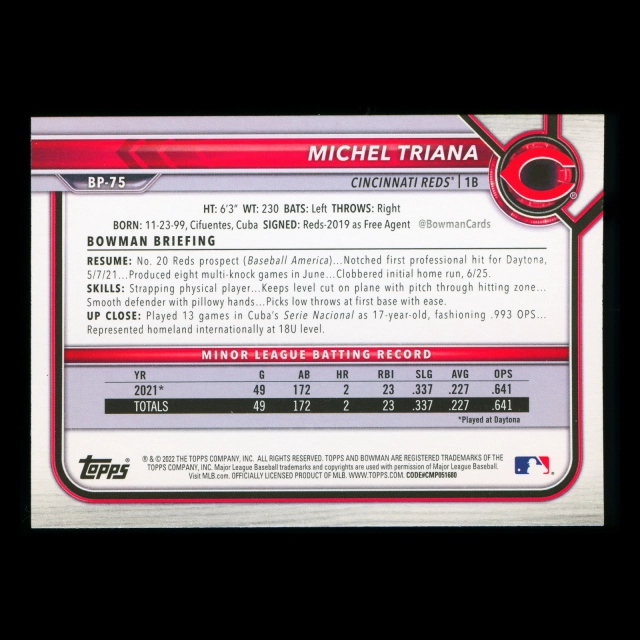 MICHEL TRIANA
BP-75
CINCINNATI REDS® | 1B
C
®
HT: 6'3" WT: 230 BATS: Left THROWS: Right
BORN: 11-23-99, Cifuentes, Cuba SIGNED: Reds-2019 as Free Agent @BowmanCards
BOWMAN BRIEFING
RESUME: No. 20 Reds prospect (Baseball America)...Notched first professional hit for Daytona,
5/7/21...Produced eight multi-knock games in June...Clobbered initial home run, 6/25.
SKILLS: Strapping physical player...Keeps level cut on plane with pitch through hitting zone...
Smooth defender with pillowy hands...Picks low throws at first base with ease.
UP CLOSE: Played 13 games in Cuba's Serie Nacional as 17-year-old, fashioning .993 OPS...
Represented homeland internationally at 18U level.
MINOR LEAGUE BATTING RECORD
YR G AB HR RBI SLG AVG OPS
2021* 49 172 2 23 .337 .227 .641
TOTALS 49 172 2 23 .337 .227 .641
*Played at Daytona
Topps®
® & © 2022 THE TOPPS COMPANY, INC. ALL RIGHTS RESERVED. TOPPS AND BOWMAN ARE REGISTERED TRADEMARKS OF THE
TOPPS COMPANY, INC. Major League Baseball trademarks and copyrights are used with permission of Major League Baseball.
Visit MLB.com. OFFICIALLY LICENSED PRODUCT OF MLB. WWW.TOPPS.COM. CODE#CMP051680